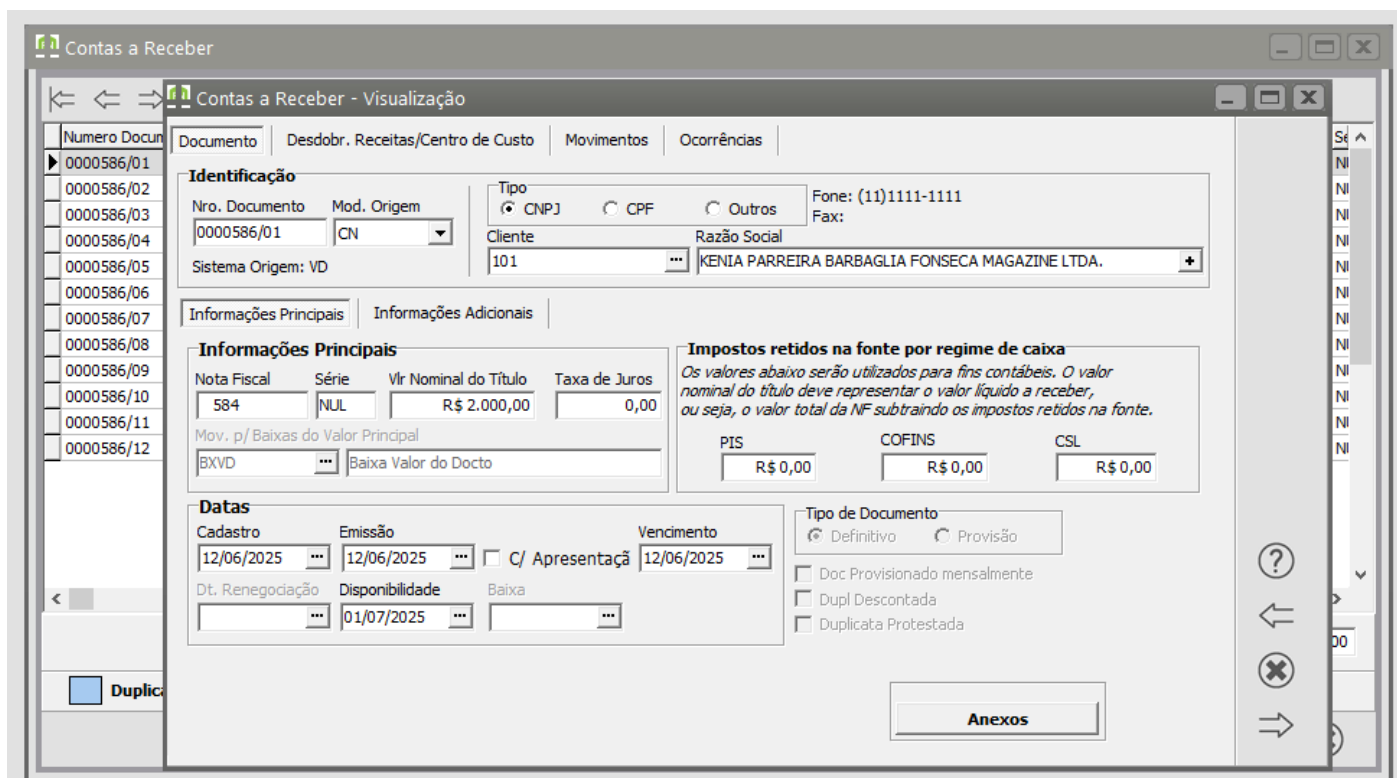 Contas a Receber
Contas a Receber - Visualização
Numero Docum
0000586/01
0000586/02
0000586/03
0000586/04
0000586/05
0000586/06
0000586/07
0000586/08
0000586/09
0000586/10
0000586/11
0000586/12
Documento Desdobr. Receitas/Centro de Custo Movimentos Ocorrências
Identificação
Nro. Documento Mod. Origem
0000586/01 CN
Sistema Origem: VD
Tipo
CNPJ CPF Outros
Fone: (11)1111-1111
Fax:
Cliente Razão Social
101 ... KENIA PARREIRA BARBAGLIA FONSECA MAGAZINE LTDA. +
Informações Principais Informações Adicionais
Informações Principais
Nota Fiscal Série Vlr Nominal do Título Taxa de Juros
584 NUL R$ 2.000,00 0,00
Mov. p/ Baixas do Valor Principal
BXVD ... Baixa Valor do Docto
Impostos retidos na fonte por regime de caixa
Os valores abaixo serão utilizados para fins contábeis. O valor
nominal do título deve representar o valor líquido a receber,
ou seja, o valor total da NF subtraindo os impostos retidos na fonte.
PIS COFINS CSL
R$ 0,00 R$ 0,00 R$ 0,00
Datas
Cadastro Emissão Vencimento
12/06/2025 ... 12/06/2025 ... C/ Apresentaçã 12/06/2025 ...
Dt. Renegociação Disponibilidade Baixa
... 01/07/2025 ... ...
Tipo de Documento
Definitivo Provisão
Doc Provisionado mensalmente
Dupl Descontada
Duplicata Protestada
Anexos
?
Duplica
00